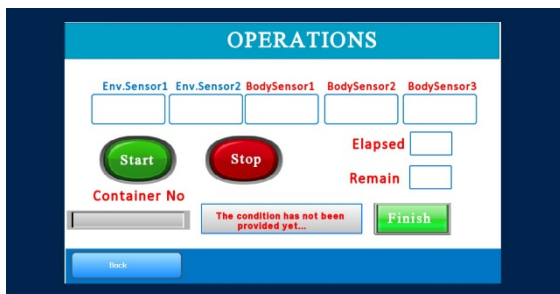 OPERATIONS
Env.Sensor1 Env.Sensor2 BodySensor1 BodySensor2 BodySensor3
Start
Stop
Elapsed
Remain
Container No
The condition has not been
provided yet...
Finish
Back